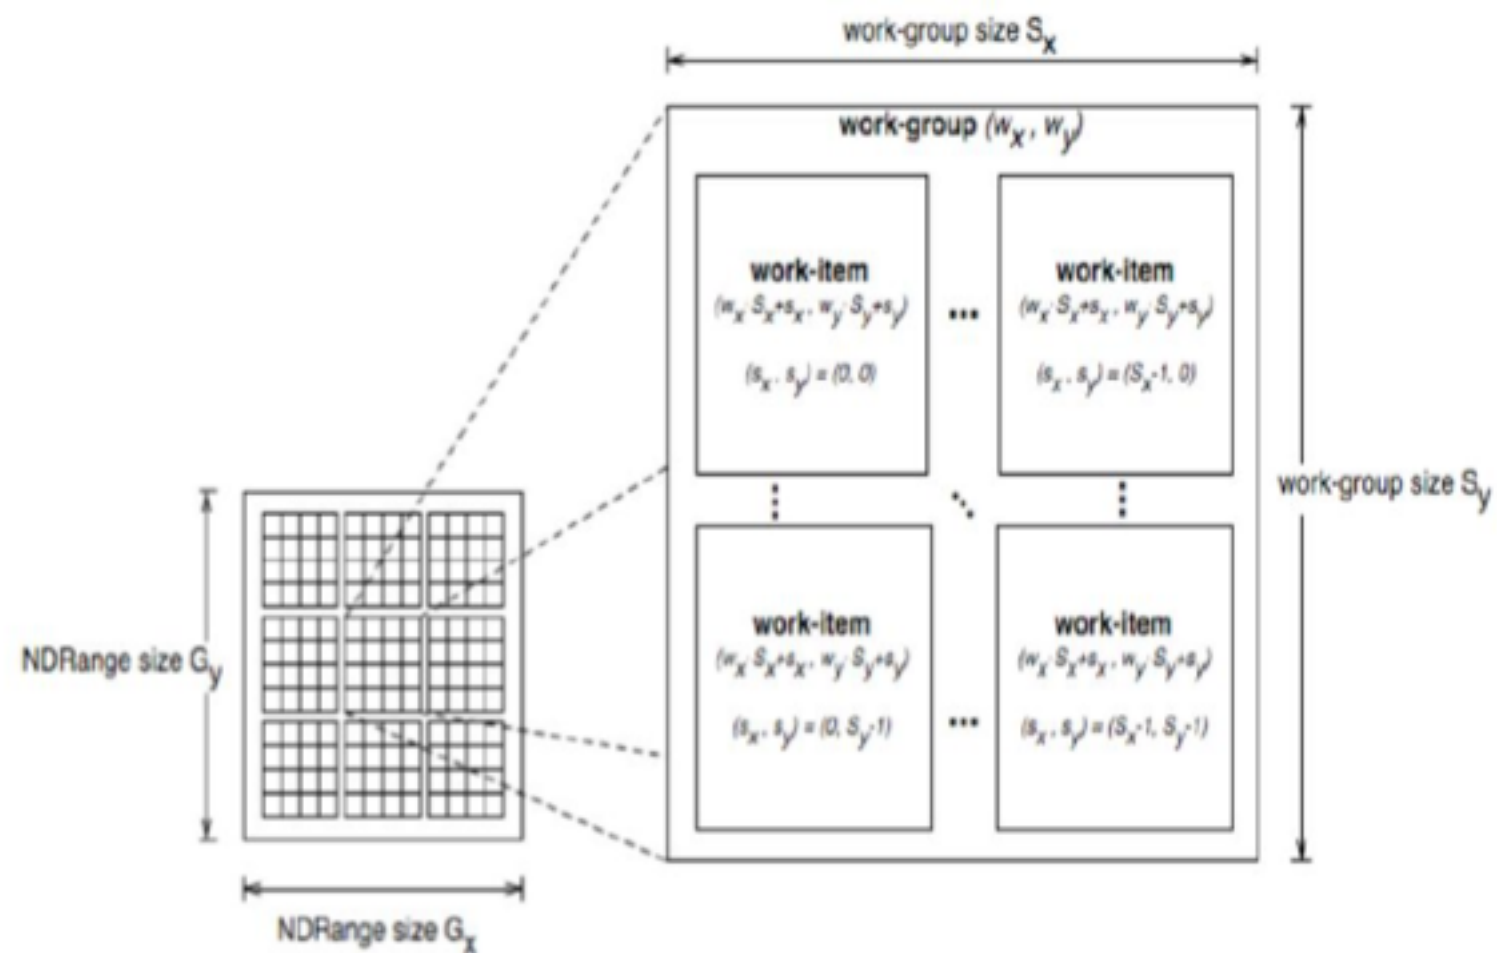 work-group size Sx
work-group (wx, wy)
work-item
(wx·Sx+sx, wy·Sy+sy)
(sx, sy) = (0, 0)
...
work-item
(wx·Sx+sx, wy·Sy+sy)
(sx, sy) = (Sx-1, 0)
work-group size Sy
work-item
(wx·Sx+sx, wy·Sy+sy)
(sx, sy) = (0, Sy-1)
...
work-item
(wx·Sx+sx, wy·Sy+sy)
(sx, sy) = (Sx-1, Sy-1)
NDRange size Gy
NDRange size Gx